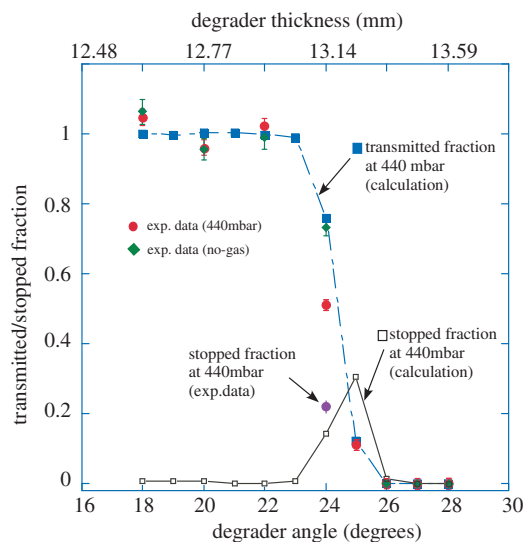 degrader thickness (mm)
12.48 12.77 13.14 13.59
1
0.8
0.6
0.4
0.2
0
transmitted/stopped fraction
transmitted fraction
at 440 mbar
(calculation)
exp. data (440mbar)
exp. data (no-gas)
stopped fraction
at 440mbar
(calculation)
stopped fraction
at 440mbar
(exp.data)
16 18 20 22 24 26 28 30
degrader angle (degrees)